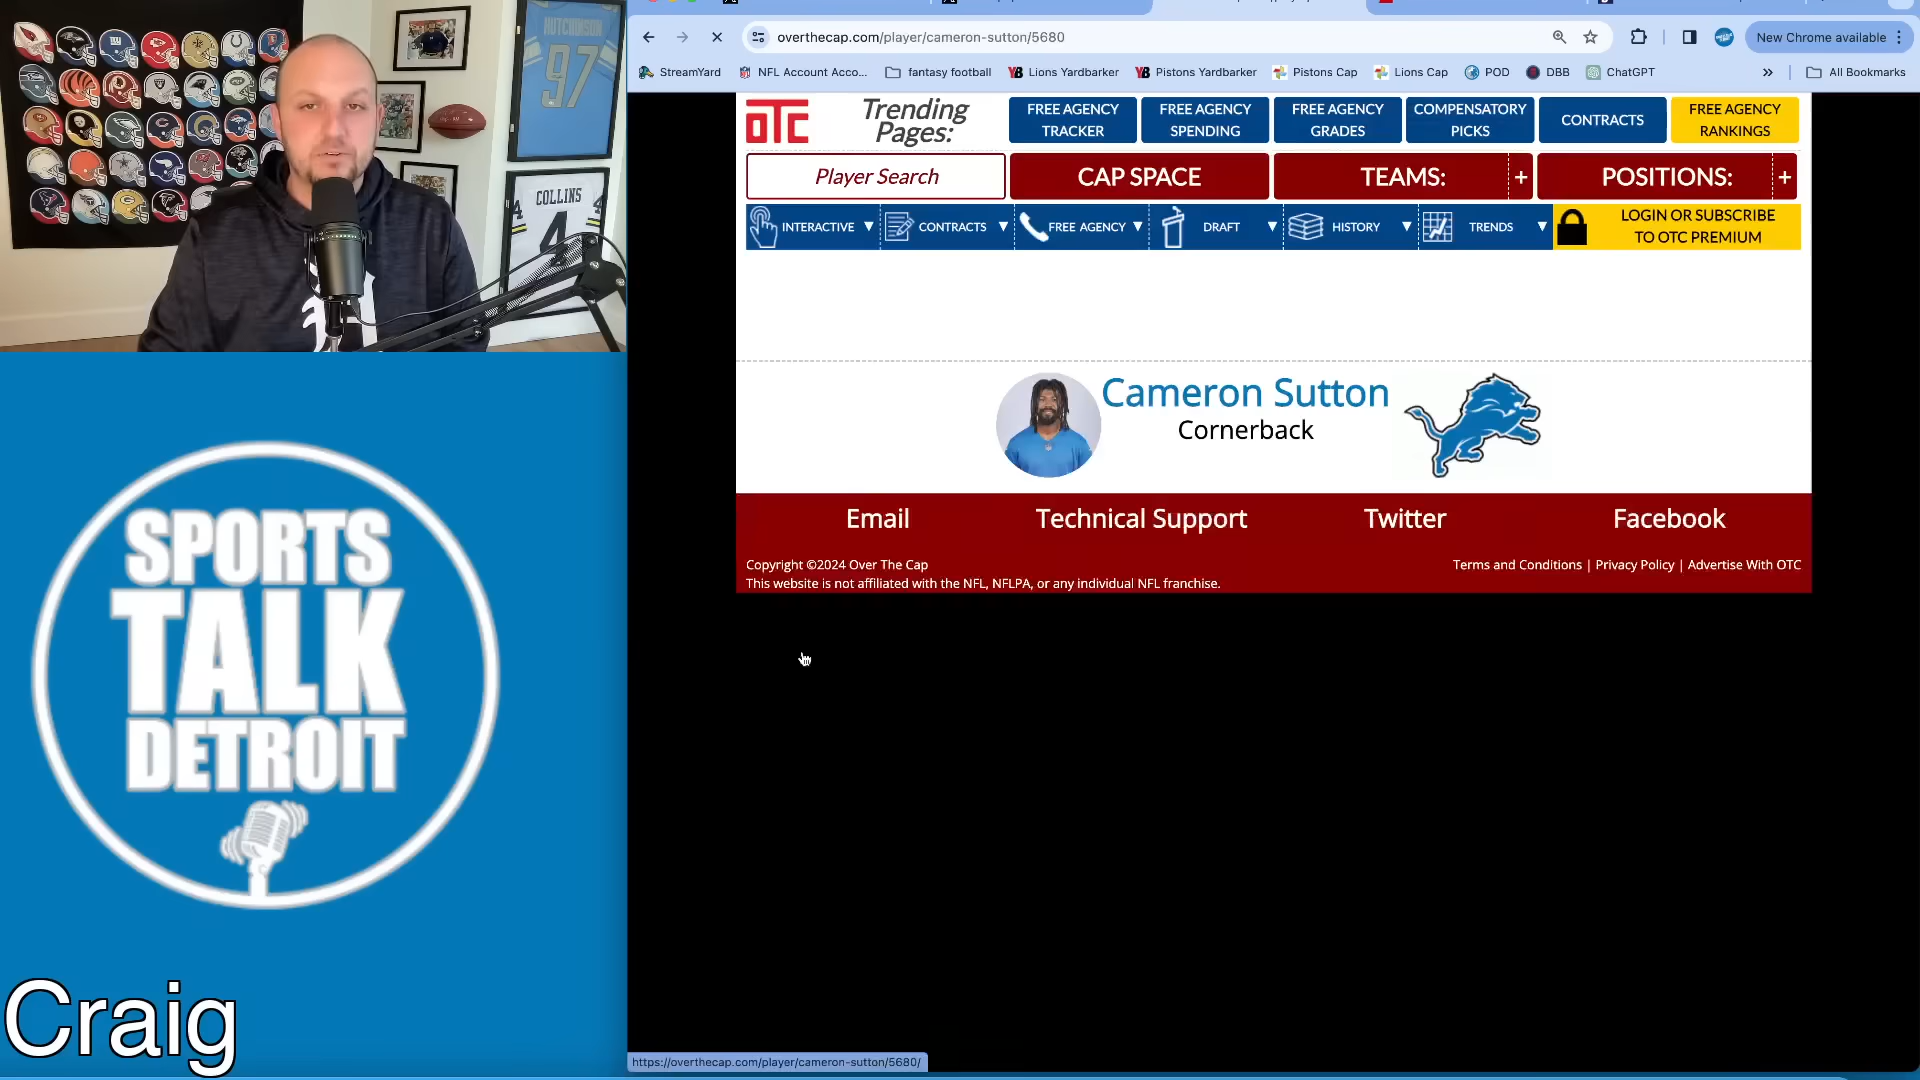 HUTCHINSON
97
COLLINS
4
4
4
SPORTS
TALK
DETROIT
Craig
overthecap.com/player/cameron-sutton/5680
New Chrome available
StreamYard
NFL Account Acco...
fantasy football
Lions Yardbarker
Pistons Yardbarker
Pistons Cap
Lions Cap
POD
DBB
ChatGPT
»
All Bookmarks
OTC
Trending
Pages:
FREE AGENCY
TRACKER
FREE AGENCY
SPENDING
FREE AGENCY
GRADES
COMPENSATORY
PICKS
CONTRACTS
FREE AGENCY
RANKINGS
Player Search
CAP SPACE
TEAMS:
+
POSITIONS:
+
INTERACTIVE ▼
CONTRACTS ▼
FREE AGENCY ▼
DRAFT ▼
HISTORY ▼
TRENDS ▼
LOGIN OR SUBSCRIBE
TO OTC PREMIUM
Cameron Sutton
Cornerback
Email
Technical Support
Twitter
Facebook
Copyright ©2024 Over The Cap
This website is not affiliated with the NFL, NFLPA, or any individual NFL franchise.
Terms and Conditions | Privacy Policy | Advertise With OTC
https://overthecap.com/player/cameron-sutton/5680/